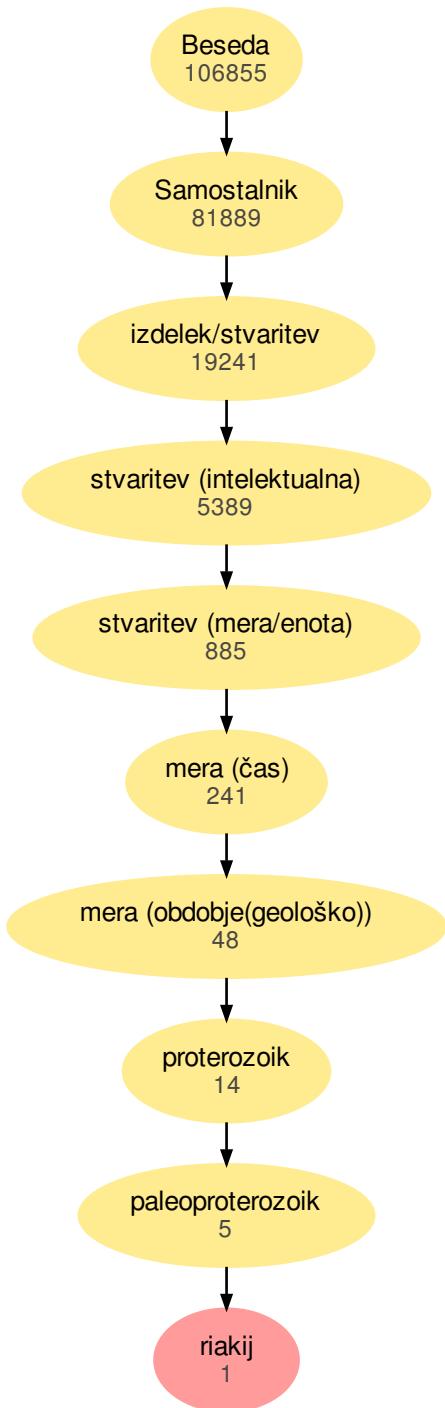 Beseda
106855
Samostalnik
81889
izdelek/stvaritev
19241
stvaritev (intelektualna)
5389
stvaritev (mera/enota)
885
mera (čas)
241
mera (obdobje(geološko))
48
proterozoik
14
paleoproterozoik
5
riakij
1